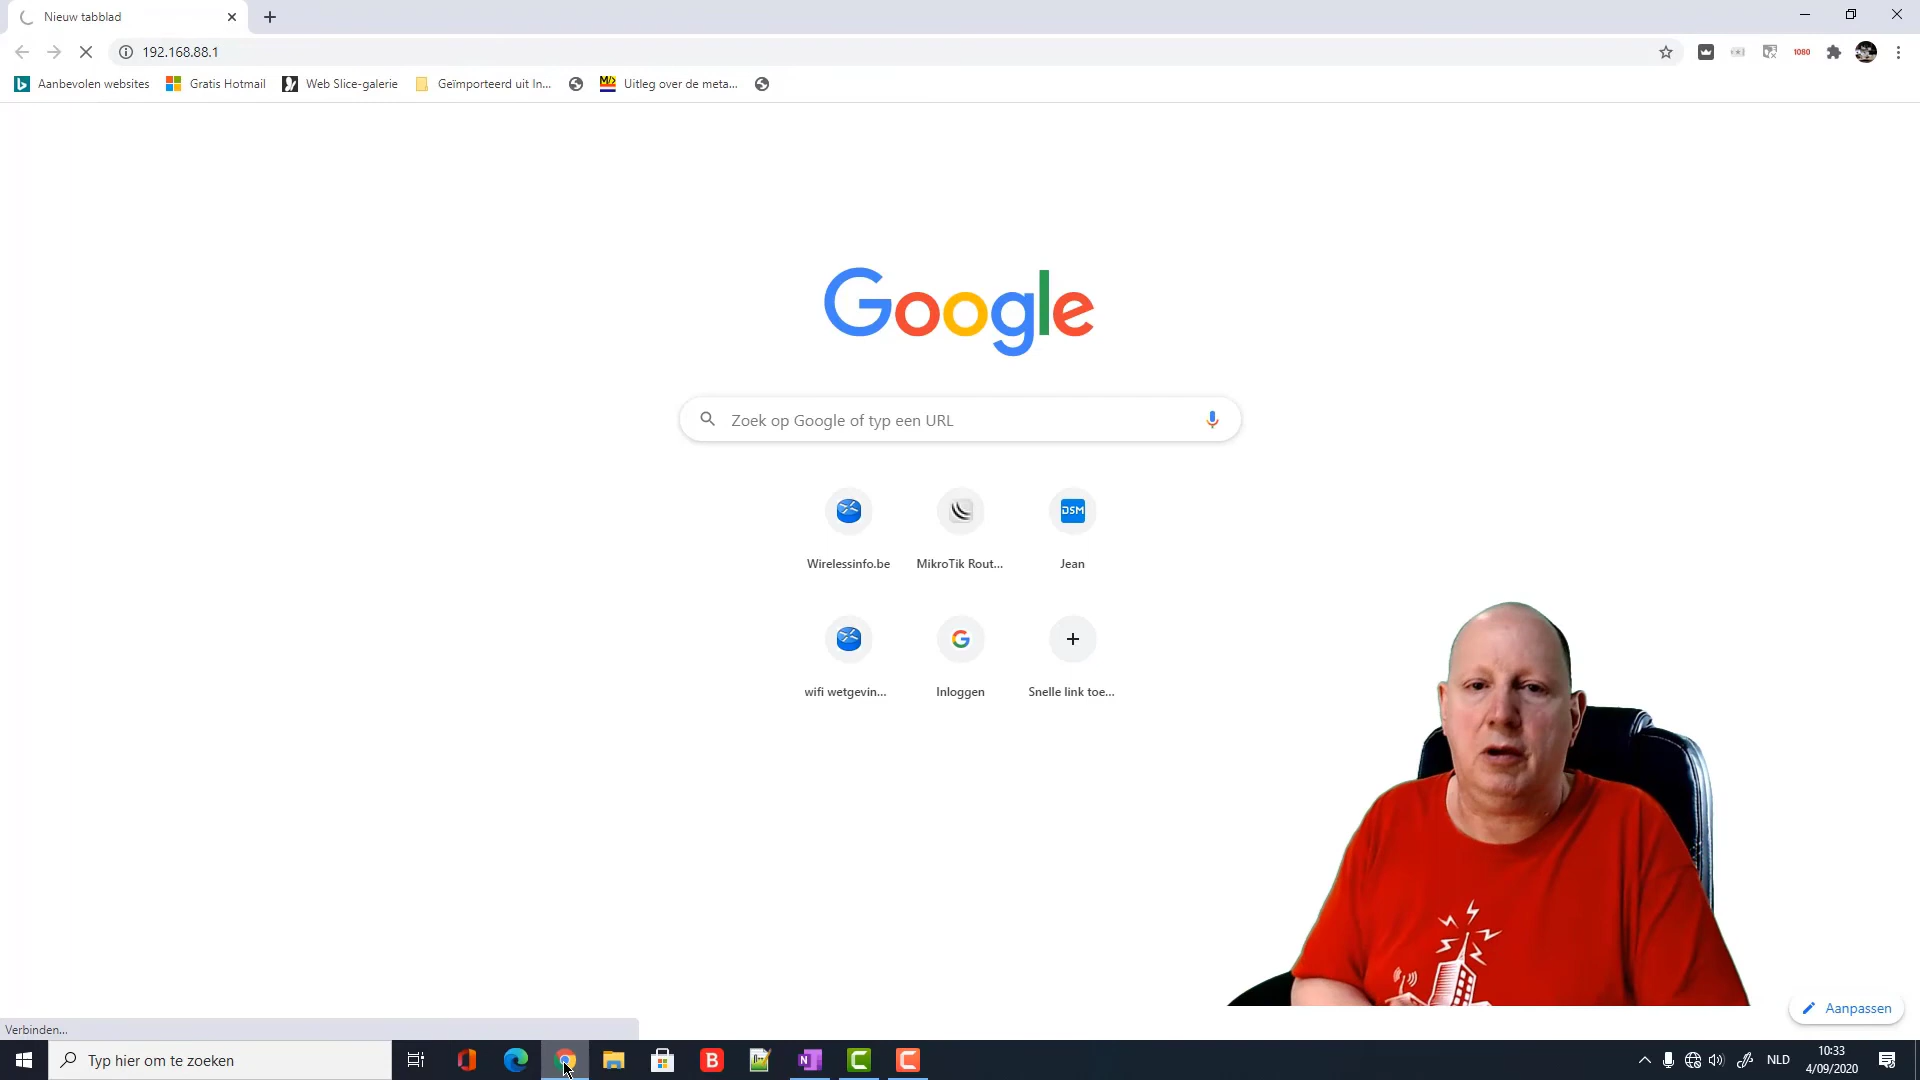 Nieuw tabblad
192.168.88.1
1080
Aanbevolen websites
Gratis Hotmail
Web Slice-galerie
Geïmporteerd uit In...
Uitleg over de meta...
Google
Zoek op Google of typ een URL
DSM
Wirelessinfo.be
MikroTik Rout...
Jean
wifi wetgevin...
Inloggen
Snelle link toe...
Aanpassen
Verbinden...
Typ hier om te zoeken
NLD
10:33
4/09/2020